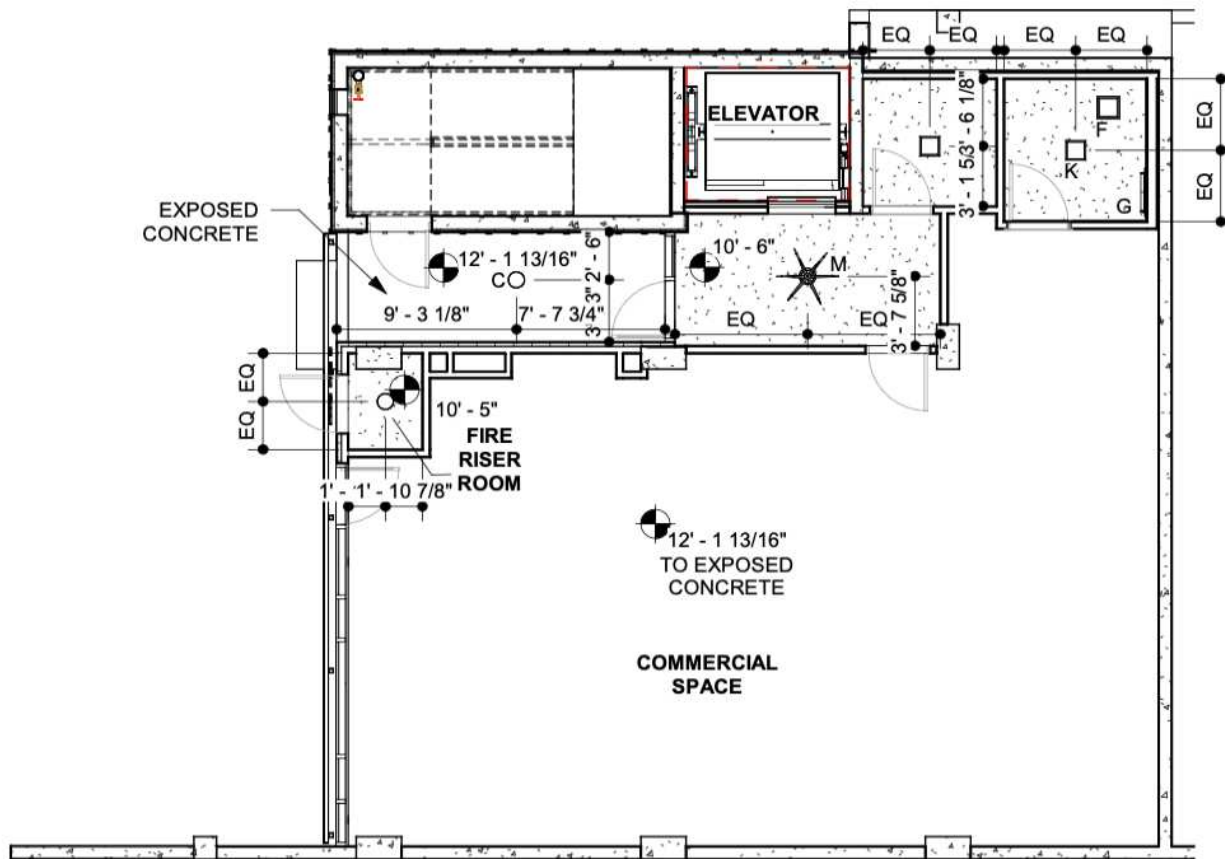 EQ
EQ
EQ
EQ
ELEVATOR
3' - 6 1/8"
F
EQ
K
3' - 1 5/
EQ
G
EXPOSED
CONCRETE
12' - 1 13/16"
C
2' - 6"
10' - 6"
M
9' - 3 1/8"
7' - 7 3/4"
EQ
EQ
3' - 7 5/8"
EQ
EQ
10' - 5"
FIRE
RISER
ROOM
1' -
1' - 10 7/8"
12' - 1 13/16"
TO EXPOSED
CONCRETE
COMMERCIAL
SPACE